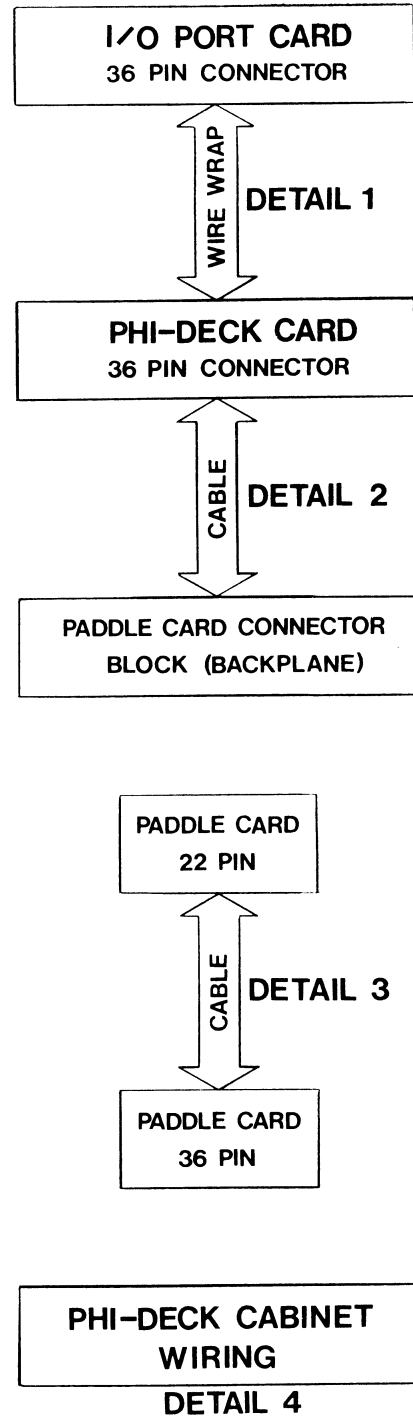 I/O PORT CARD
36 PIN CONNECTOR
WIRE WRAP
DETAIL 1
PHI-DECK CARD
36 PIN CONNECTOR
CABLE
DETAIL 2
PADDLE CARD CONNECTOR
BLOCK (BACKPLANE)
PADDLE CARD
22 PIN
CABLE
DETAIL 3
PADDLE CARD
36 PIN
PHI-DECK CABINET
WIRING
DETAIL 4